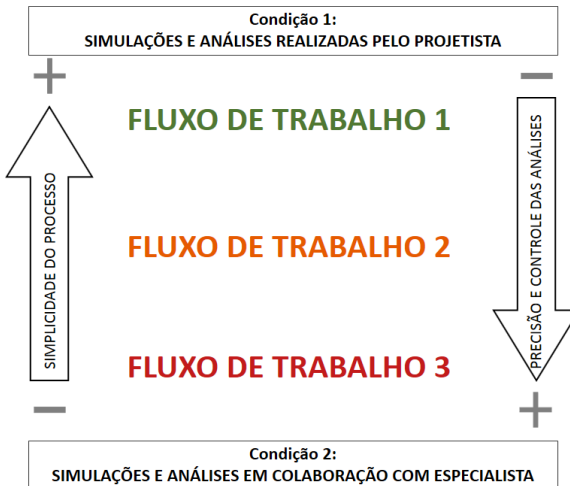 Condição 1:
SIMULAÇÕES E ANÁLISES REALIZADAS PELO PROJETISTA
+
−
FLUXO DE TRABALHO 1
SIMPLICIDADE DO PROCESSO
FLUXO DE TRABALHO 2
PRECISÃO E CONTROLE DAS ANÁLISES
FLUXO DE TRABALHO 3
−
+
Condição 2:
SIMULAÇÕES E ANÁLISES EM COLABORAÇÃO COM ESPECIALISTA